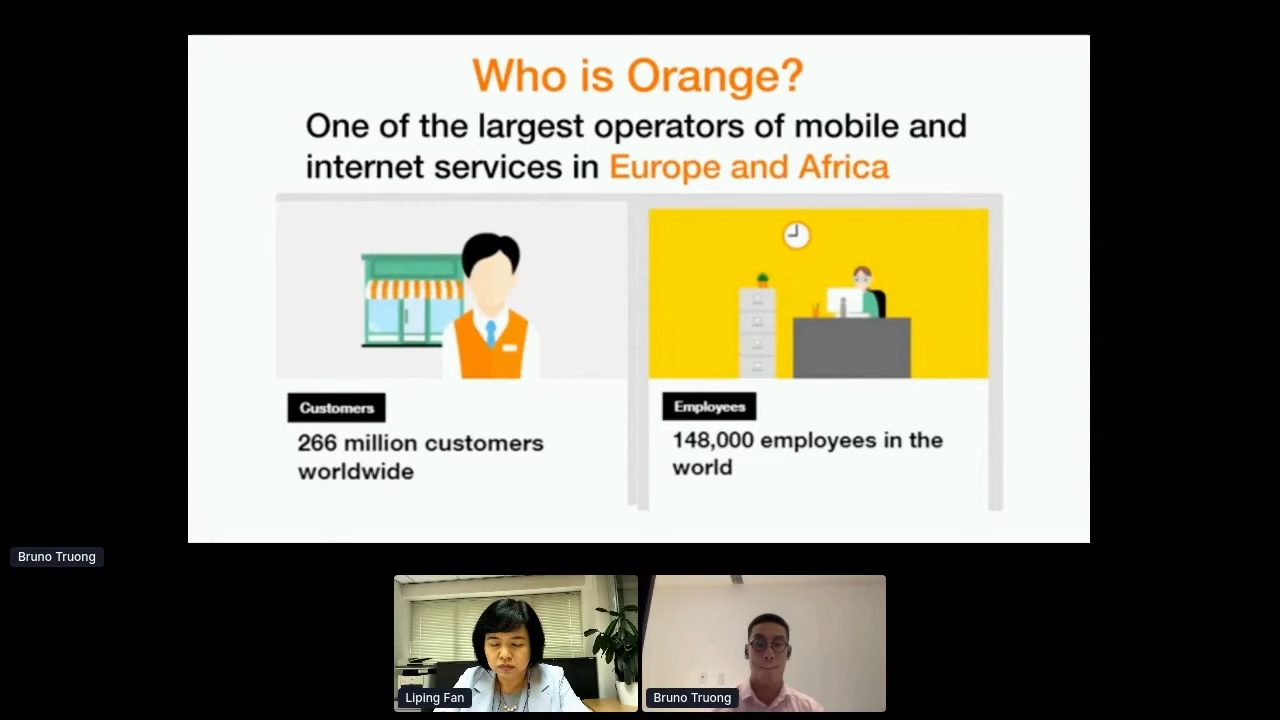 Who is Orange?
One of the largest operators of mobile and
internet services in Europe and Africa
Customers
266 million customers
worldwide
Employees
148,000 employees in the
world
Bruno Truong
Liping Fan
Bruno Truong